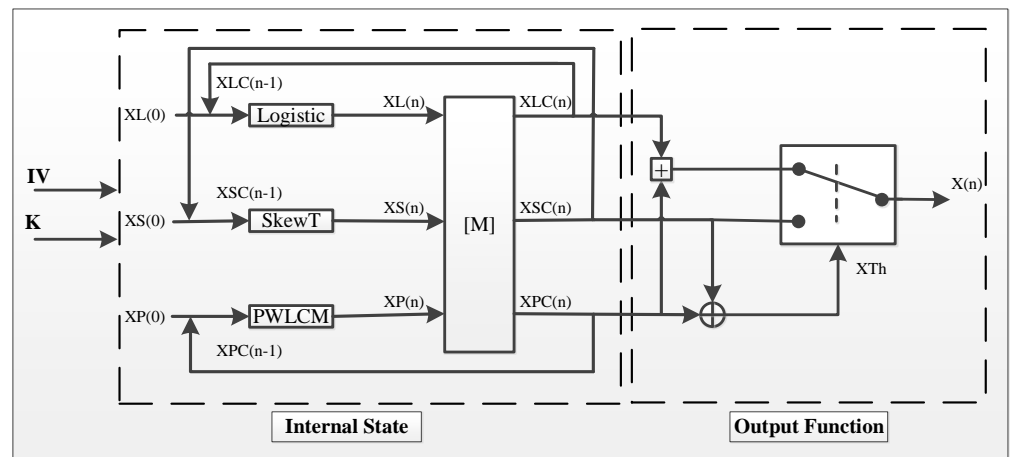 XLC(n-1)
XL(0)
Logistic
XL(n)
XLC(n)
+
IV
K
XSC(n-1)
XS(0)
SkewT
XS(n)
[M]
XSC(n)
X(n)
XTh
XP(0)
PWLCM
XP(n)
XPC(n)
XPC(n-1)
Internal State
Output Function